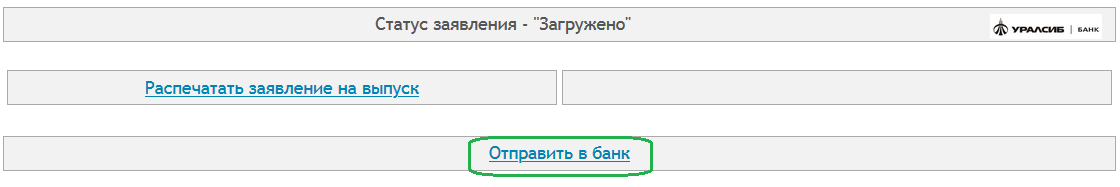 Статус заявления - "Загружено"
УРАЛСИБ | БАНК
Распечатать заявление на выпуск
Отправить в банк